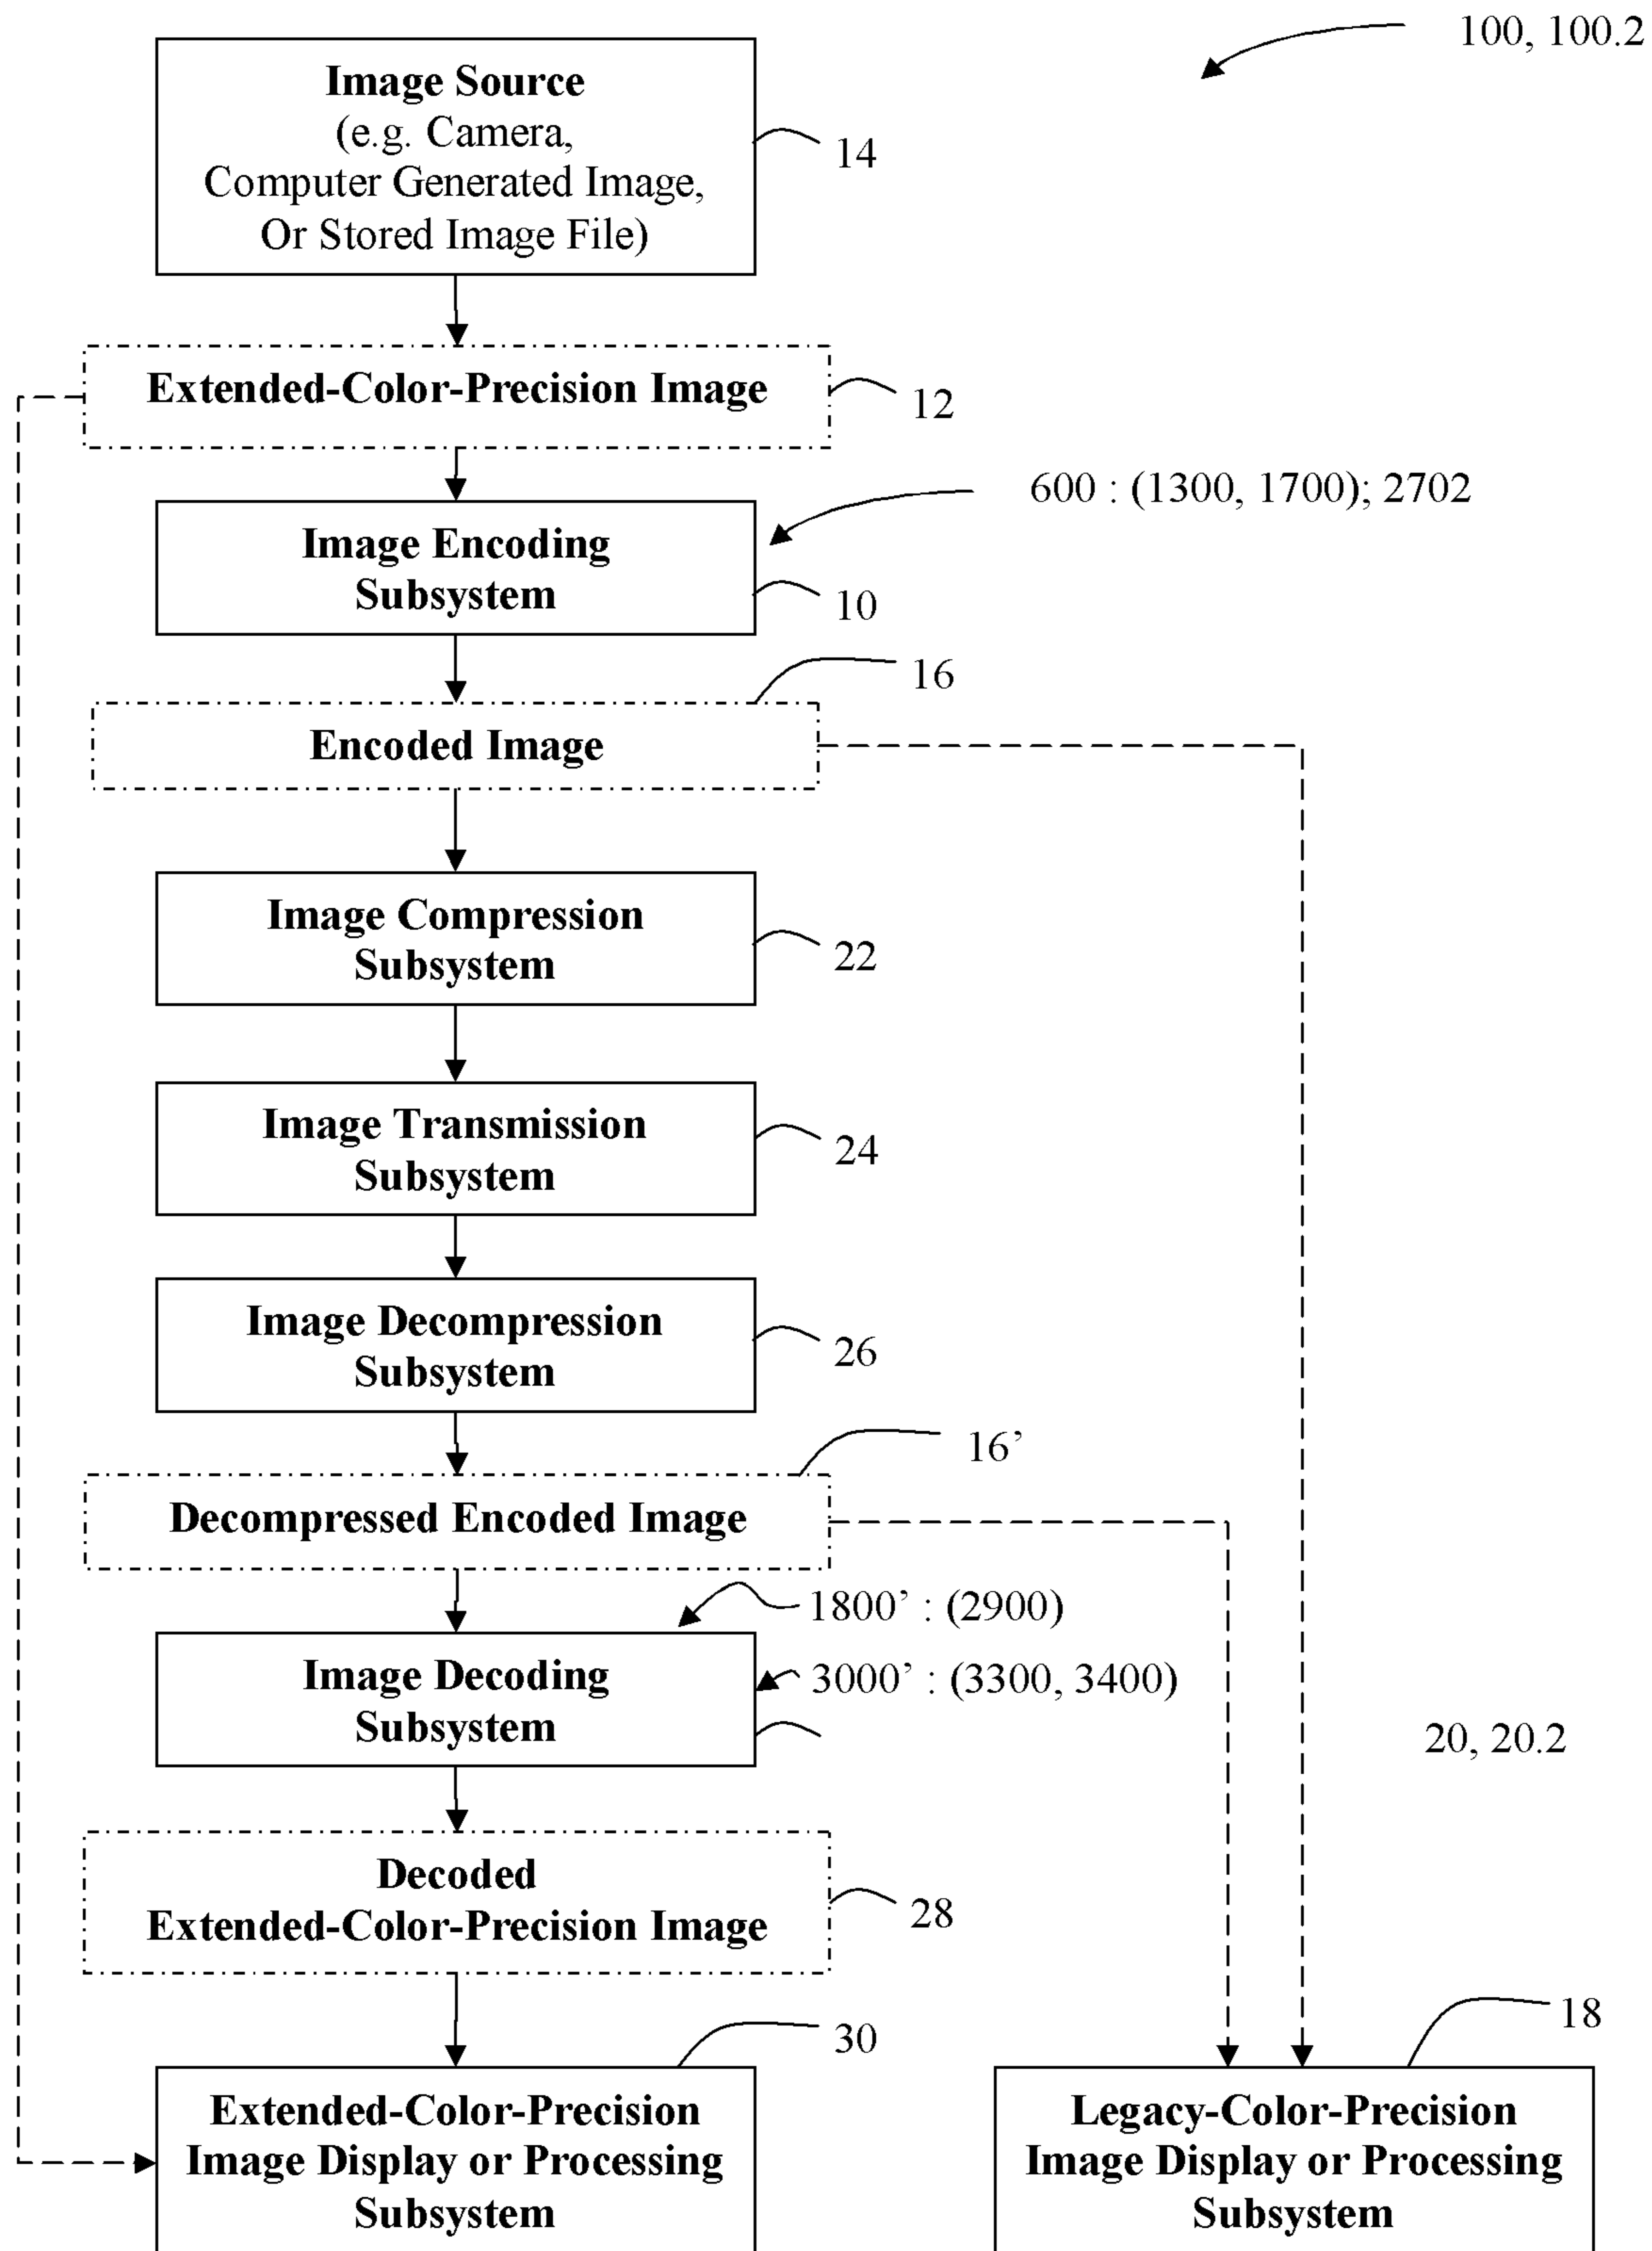 100, 100.2
Image Source
(e.g. Camera,
Computer Generated Image,
Or Stored Image File)
14
Extended-Color-Precision Image
12
600 : (1300, 1700); 2702
Image Encoding
Subsystem
10
16
Encoded Image
Image Compression
Subsystem
22
Image Transmission
Subsystem
24
Image Decompression
Subsystem
26
16’
Decompressed Encoded Image
1800’ : (2900)
Image Decoding
Subsystem
3000’ : (3300, 3400)
20, 20.2
Decoded
Extended-Color-Precision Image
28
30
Extended-Color-Precision
Image Display or Processing
Subsystem
18
Legacy-Color-Precision
Image Display or Processing
Subsystem